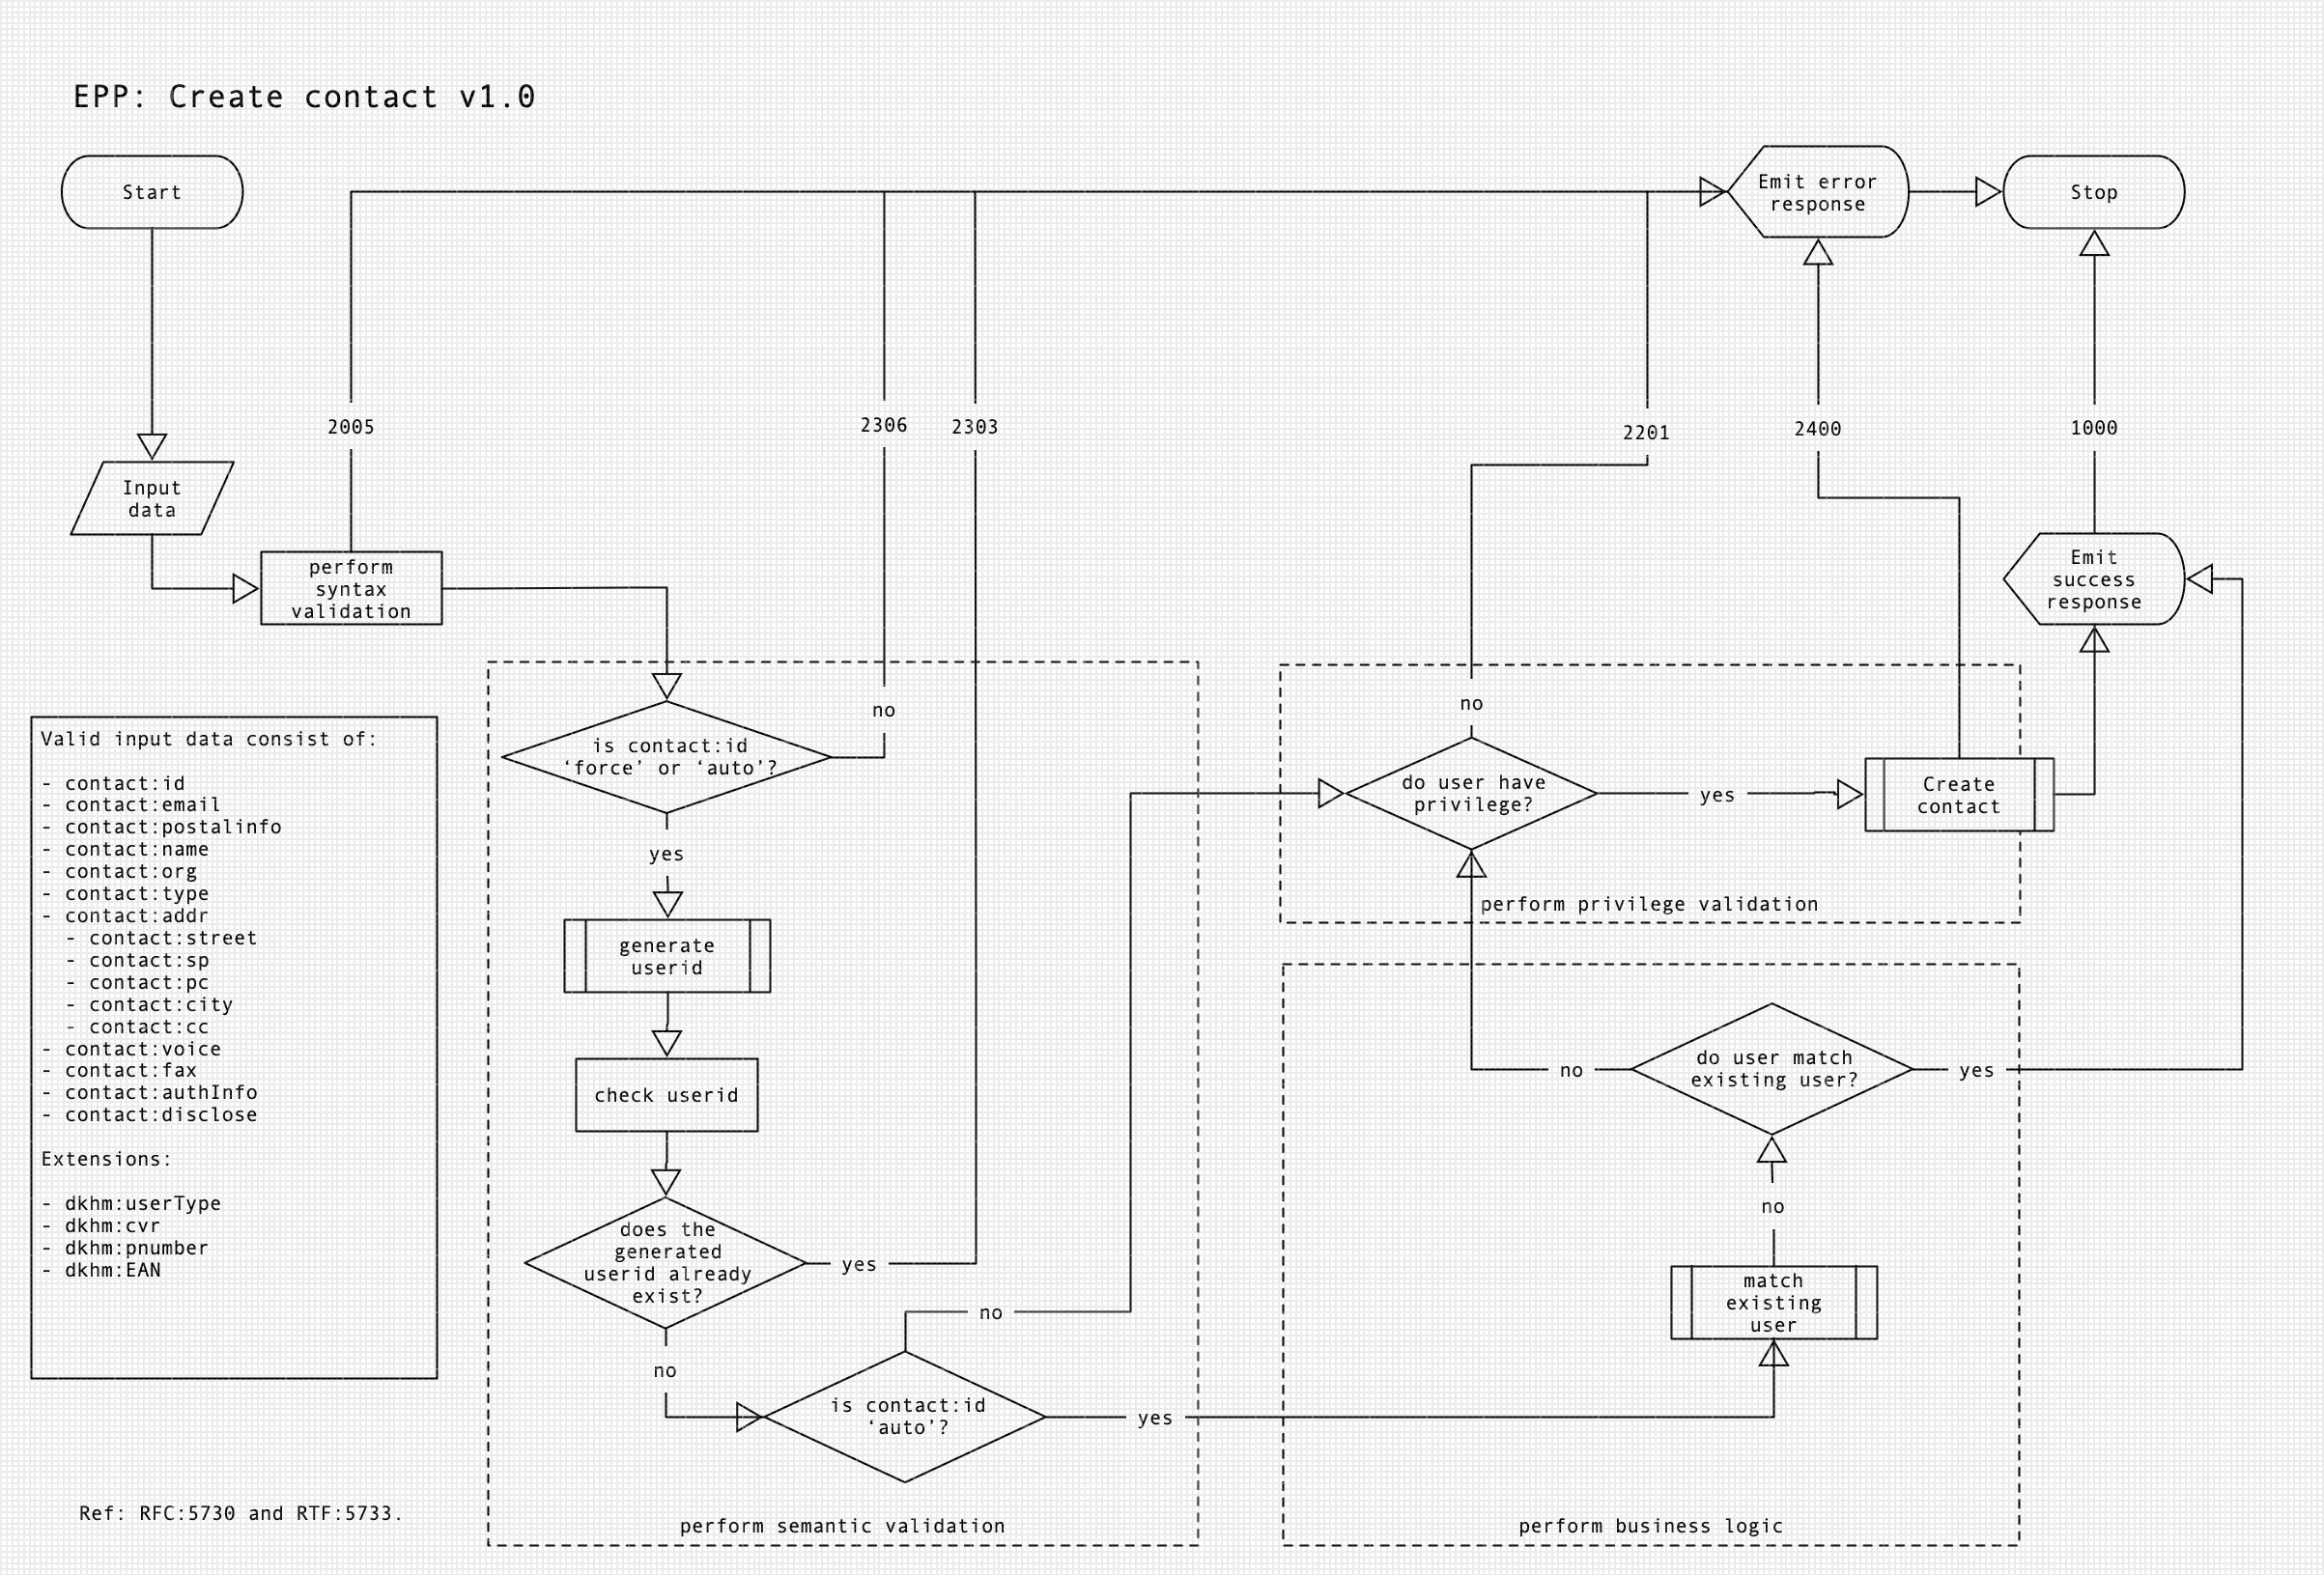 EPP: Create contact v1.0
Start
Emit error
response
Stop
2005
2306
2303
2201
2400
1000
Input
data
perform
syntax
validation
Emit
success
response
no
no
is contact:id
‘force’ or ‘auto’?
do user have
privilege?
yes
Create
contact
yes
perform privilege validation
generate
userid
check userid
do user match
existing user?
no
yes
no
does the
generated
userid already
exist?
yes
match
existing
user
no
no
is contact:id
‘auto’?
yes
perform semantic validation
perform business logic
Valid input data consist of:
- contact:id
- contact:email
- contact:postalinfo
- contact:name
- contact:org
- contact:type
- contact:addr
- contact:street
- contact:sp
- contact:pc
- contact:city
- contact:cc
- contact:voice
- contact:fax
- contact:authInfo
- contact:disclose
Extensions:
- dkhm:userType
- dkhm:cvr
- dkhm:pnumber
- dkhm:EAN
Ref: RFC:5730 and RTF:5733.